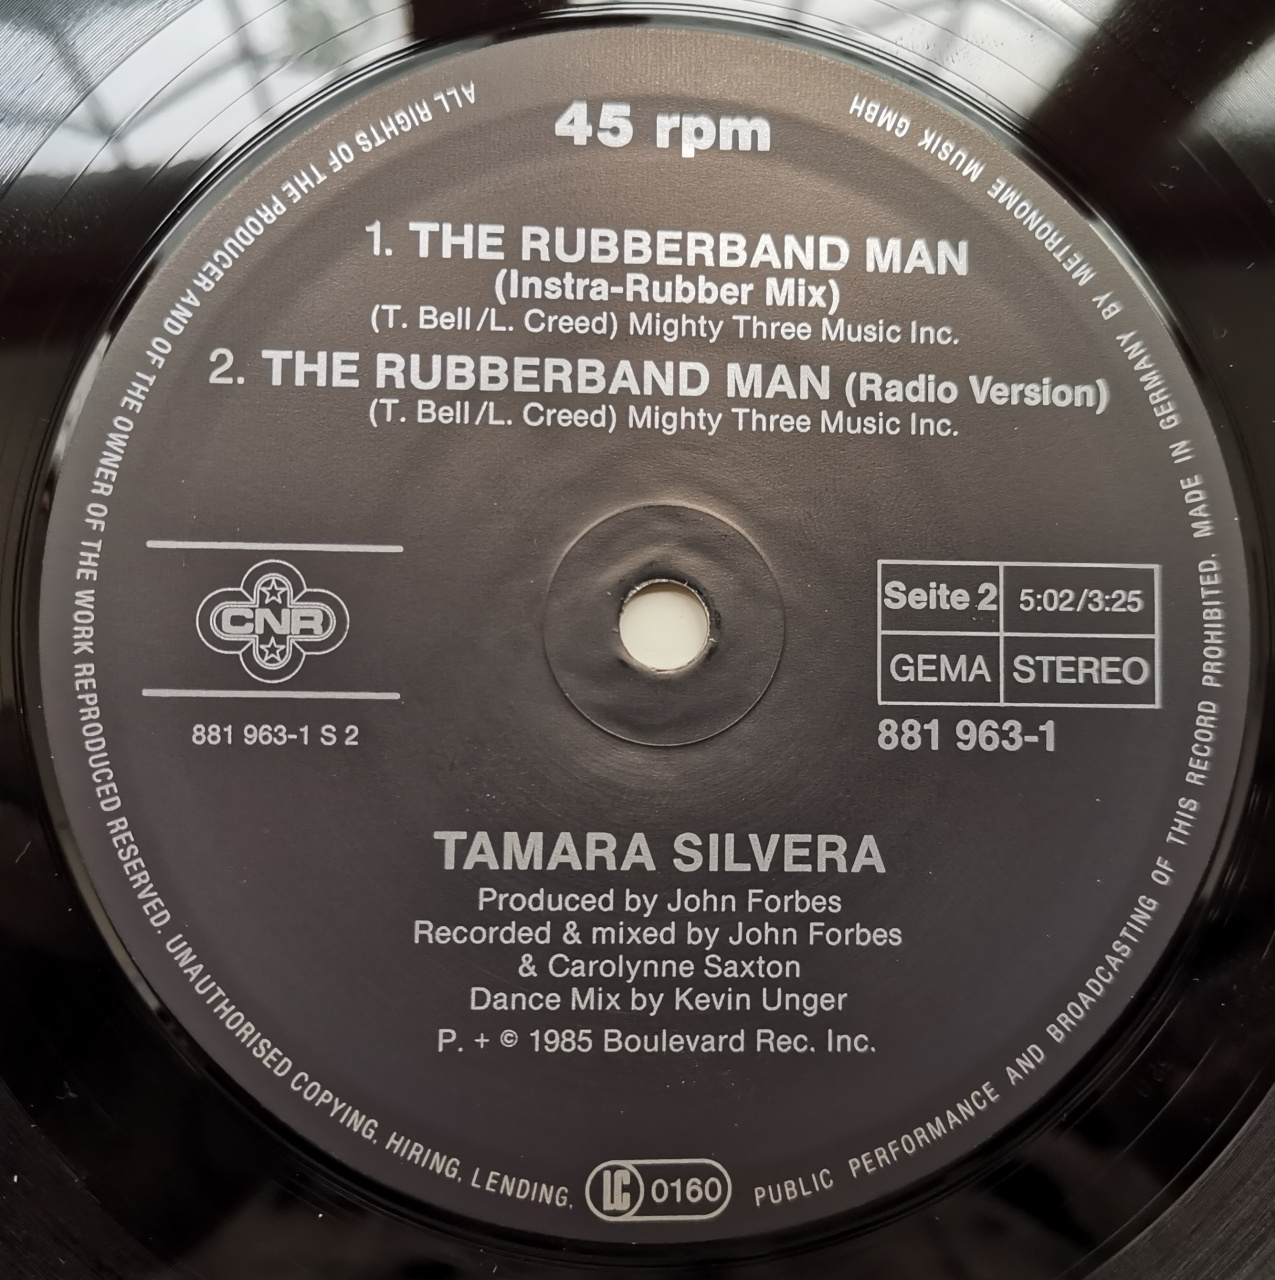 45 rpm
1. THE RUBBERBAND MAN
(Instra-Rubber Mix)
(T. Bell/L. Creed) Mighty Three Music Inc.
2. THE RUBBERBAND MAN (Radio Version)
(T. Bell/L. Creed) Mighty Three Music Inc.
CNR
881 963-1 S 2
Seite 2 5:02/3:25
GEMA STEREO
881 963-1
TAMARA SILVERA
Produced by John Forbes
Recorded & mixed by John Forbes
& Carolynne Saxton
Dance Mix by Kevin Unger
P. + © 1985 Boulevard Rec. Inc.
ALL RIGHTS OF THE PRODUCER AND OF THE OWNER OF THE WORK REPRODUCED RESERVED. UNAUTHORISED COPYING, HIRING, LENDING, LC 0160 PUBLIC PERFORMANCE AND BROADCASTING OF THIS RECORD PROHIBITED. MADE IN GERMANY BY METRONOME MUSIK GMBH